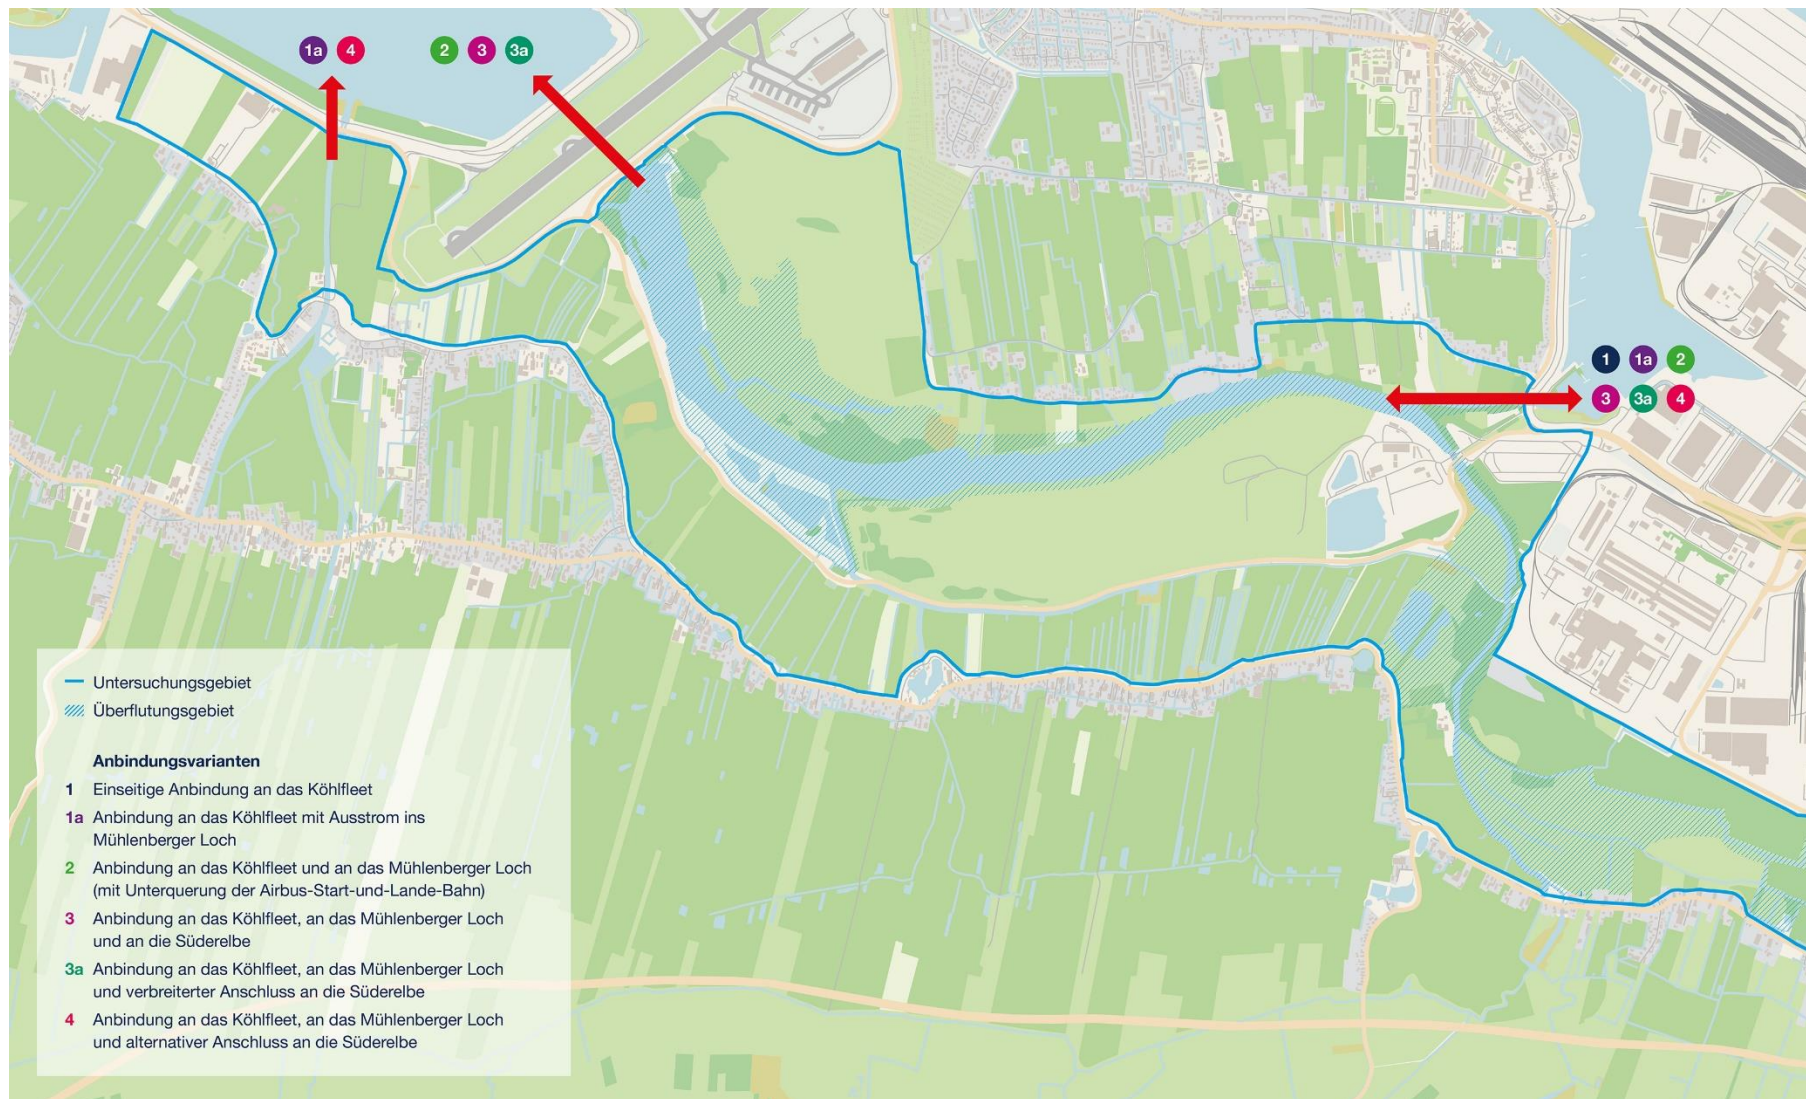 1a 4 2 3 3a
1 1a 2
3 3a 4
Untersuchungsgebiet
Überflutungsgebiet
Anbindungsvarianten
1 Einseitige Anbindung an das Köhlfleet
1a Anbindung an das Köhlfleet mit Ausstrom ins
Mühlenberger Loch
2 Anbindung an das Köhlfleet und an das Mühlenberger Loch
(mit Unterquerung der Airbus-Start-und-Lande-Bahn)
3 Anbindung an das Köhlfleet, an das Mühlenberger Loch
und an die Süderelbe
3a Anbindung an das Köhlfleet, an das Mühlenberger Loch
und verbreiterter Anschluss an die Süderelbe
4 Anbindung an das Köhlfleet, an das Mühlenberger Loch
und alternativer Anschluss an die Süderelbe